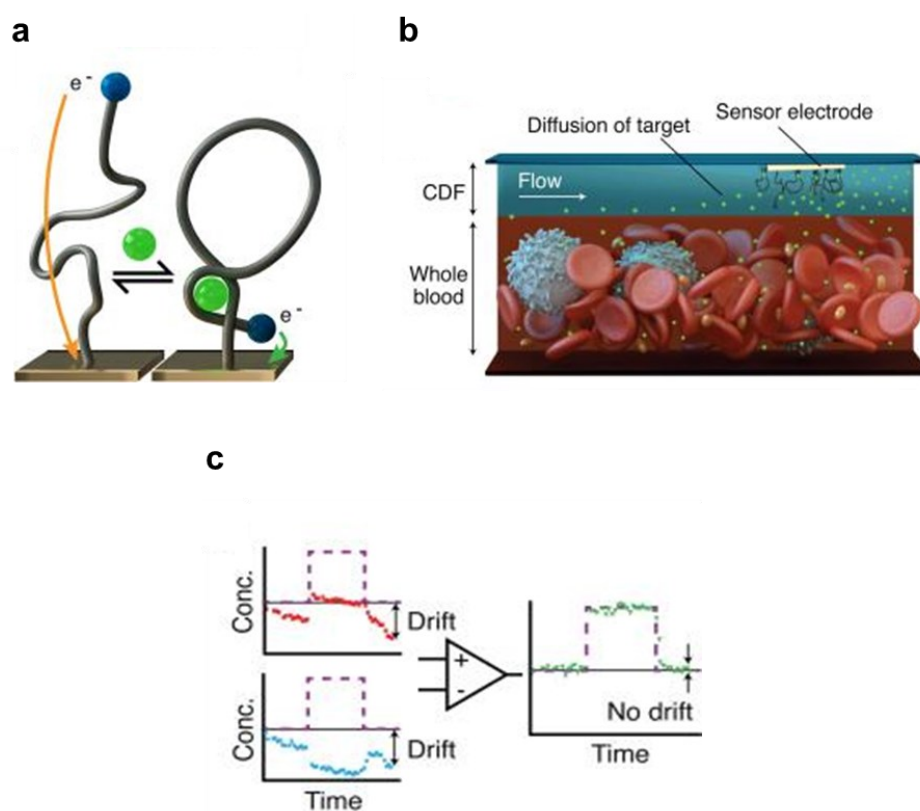 a
e⁻
e⁻
b
Diffusion of target
Sensor electrode
CDF
Flow
Whole
blood
c
Conc.
Drift
Conc.
Drift
Time
+
-
No drift
Time